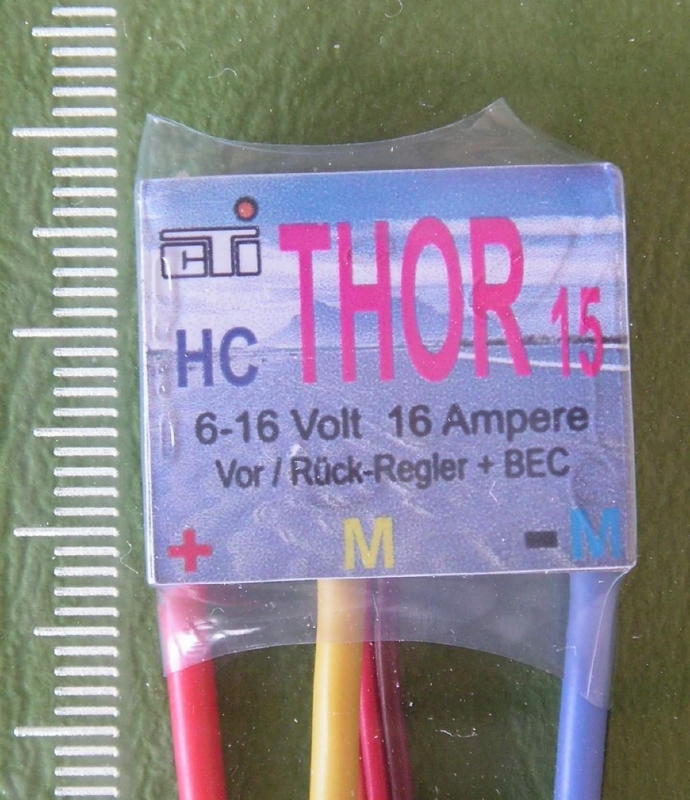 CTi THOR 15
HC
6-16 Volt 16 Ampere
Vor / Rück-Regler + BEC
+ M - M